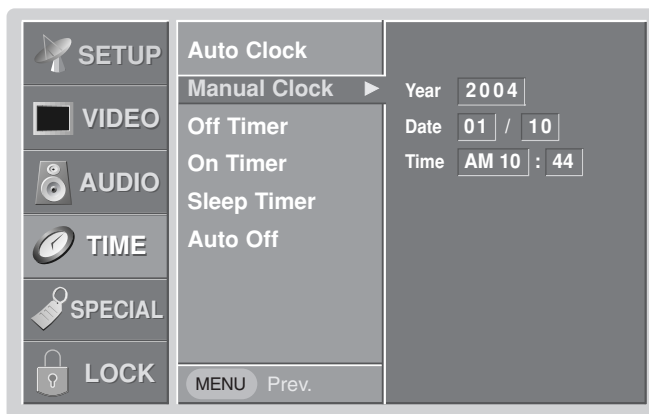 SETUP
VIDEO
AUDIO
TIME
SPECIAL
LOCK
Auto Clock
Manual Clock ►
Off Timer
On Timer
Sleep Timer
Auto Off
MENU Prev.
Year 2004
Date 01 / 10
Time AM 10 : 44